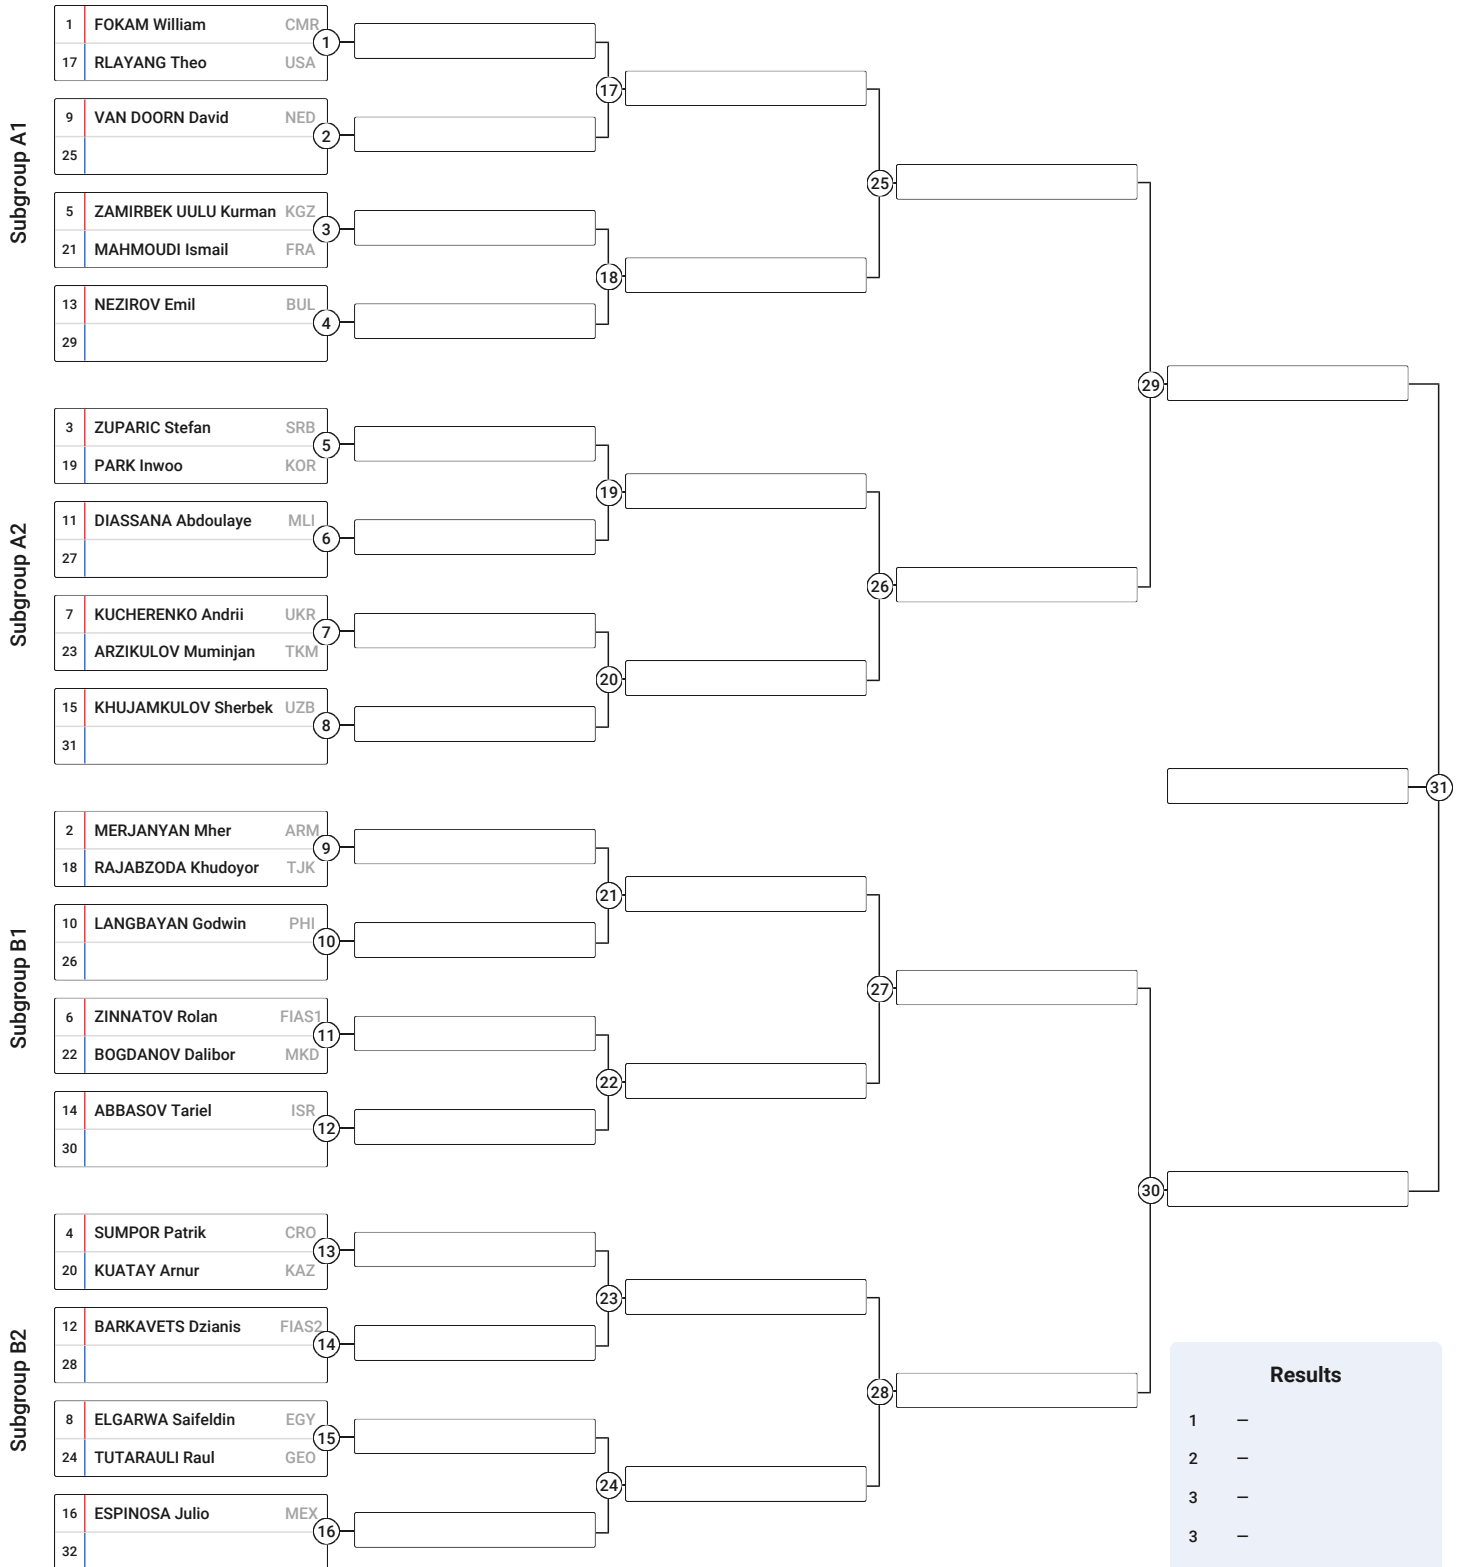 Subgroup A1
1 FOKAM William CMR
17 RLAYANG Theo USA
1
9 VAN DOORN David NED
25
2
17
5 ZAMIRBEK UULU Kurman KGZ
21 MAHMOUDI Ismail FRA
3
13 NEZIROV Emil BUL
29
4
18
25
Subgroup A2
3 ZUPARIC Stefan SRB
19 PARK Inwoo KOR
5
11 DIASSANA Abdoulaye MLI
27
6
19
7 KUCHERENKO Andrii UKR
23 ARZIKULOV Muminjan TKM
7
15 KHUJAMKULOV Sherbek UZB
31
8
20
26
29
Subgroup B1
2 MERJANYAN Mher ARM
18 RAJABZODA Khudoyor TJK
9
10 LANGBAYAN Godwin PHI
26
10
21
6 ZINNATOV Rolan FIAS1
22 BOGDANOV Dalibor MKD
11
14 ABBASOV Tariel ISR
30
12
22
27
Subgroup B2
4 SUMPOR Patrik CRO
20 KUATAY Arnur KAZ
13
12 BARKAVETS Dzianis FIAS2
28
14
23
8 ELGARWA Saifeldin EGY
24 TUTARAULI Raul GEO
15
16 ESPINOSA Julio MEX
32
16
24
28
30
31
Results
1 –
2 –
3 –
3 –